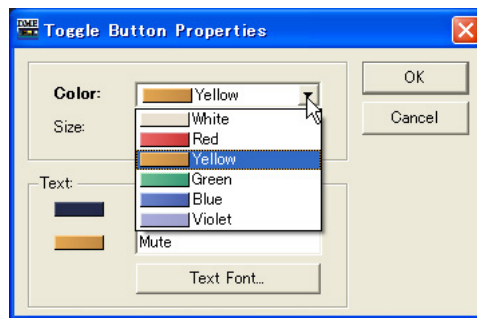 DME
Toggle Button Properties
OK
Cancel
Color:
Yellow
Size:
White
Red
Yellow
Green
Blue
Violet
Text:
Mute
Text Font...